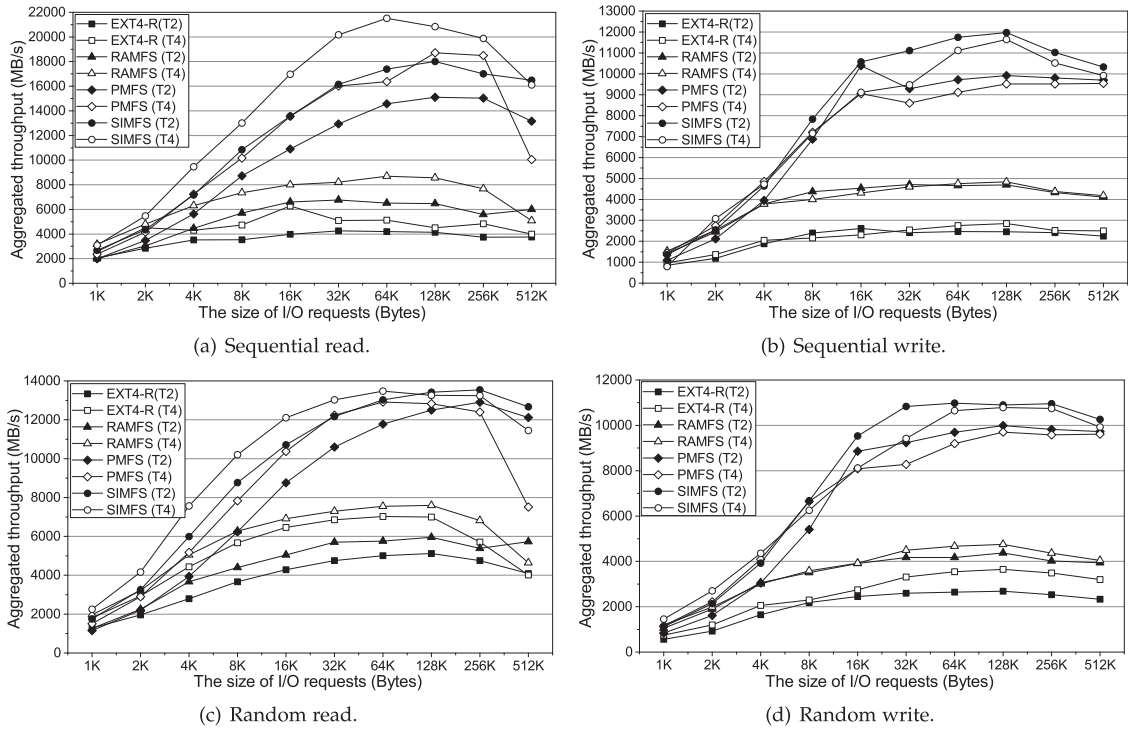 Aggregated throughput (MB/s)
22000
20000
18000
16000
14000
12000
10000
8000
6000
4000
2000
0
EXT4-R(T2)
EXT4-R (T4)
RAMFS (T2)
RAMFS (T4)
PMFS (T2)
PMFS (T4)
SIMFS (T2)
SIMFS (T4)
1K 2K 4K 8K 16K 32K 64K 128K 256K 512K
The size of I/O requests (Bytes)
(a) Sequential read.
Aggregated throughput (MB/s)
13000
12000
11000
10000
9000
8000
7000
6000
5000
4000
3000
2000
1000
0
EXT4-R(T2)
EXT4-R (T4)
RAMFS (T2)
RAMFS (T4)
PMFS (T2)
PMFS (T4)
SIMFS (T2)
SIMFS (T4)
1K 2K 4K 8K 16K 32K 64K 128K 256K 512K
The size of I/O requests (Bytes)
(b) Sequential write.
Aggregated throughput (MB/s)
14000
12000
10000
8000
6000
4000
2000
0
EXT4-R(T2)
EXT4-R (T4)
RAMFS (T2)
RAMFS (T4)
PMFS (T2)
PMFS (T4)
SIMFS (T2)
SIMFS (T4)
1K 2K 4K 8K 16K 32K 64K 128K 256K 512K
The size of I/O requests (Bytes)
(c) Random read.
Aggregated throughput (MB/s)
12000
10000
8000
6000
4000
2000
0
EXT4-R(T2)
EXT4-R (T4)
RAMFS (T2)
RAMFS (T4)
PMFS (T2)
PMFS (T4)
SIMFS (T2)
SIMFS (T4)
1K 2K 4K 8K 16K 32K 64K 128K 256K 512K
The size of I/O requests (Bytes)
(d) Random write.